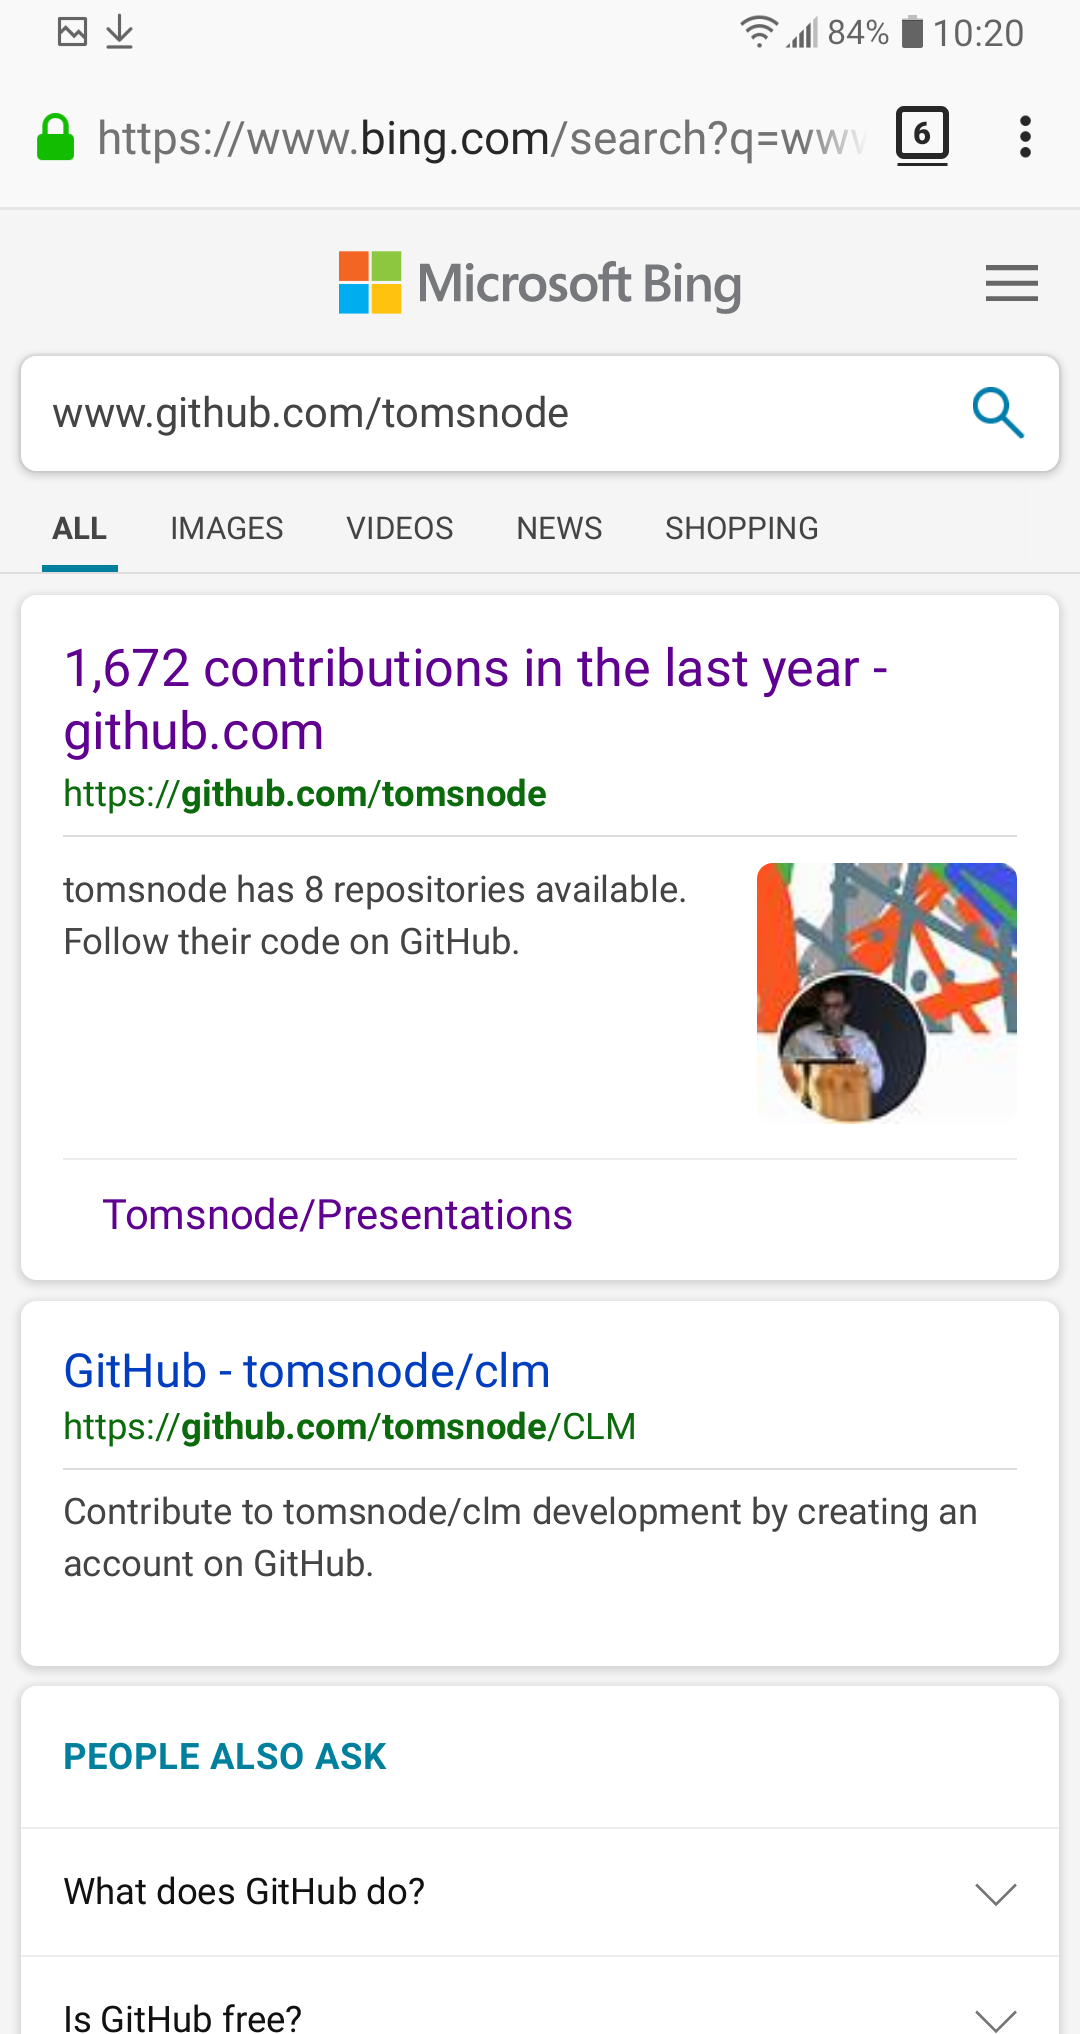 84% 10:20
https://www.bing.com/search?q=ww
6
Microsoft Bing
www.github.com/tomsnode
ALL IMAGES VIDEOS NEWS SHOPPING
1,672 contributions in the last year -
github.com
https://github.com/tomsnode
tomsnode has 8 repositories available.
Follow their code on GitHub.
Tomsnode/Presentations
GitHub - tomsnode/clm
https://github.com/tomsnode/CLM
Contribute to tomsnode/clm development by creating an
account on GitHub.
PEOPLE ALSO ASK
What does GitHub do?
Is GitHub free?